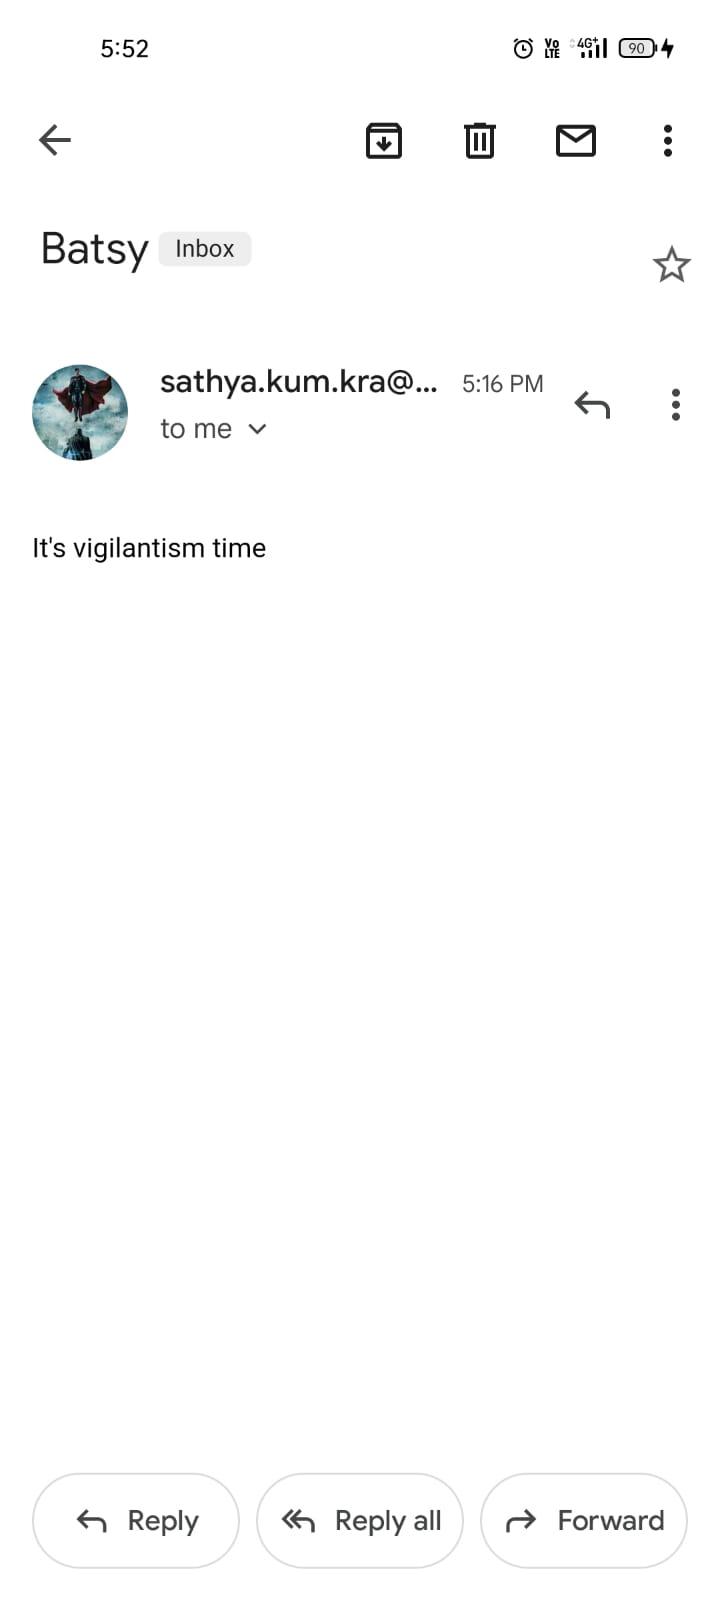 5:52
Vo LTE 4G+ 90
Batsy Inbox
sathya.kum.kra@... 5:16 PM
to me
It's vigilantism time
Reply Reply all Forward